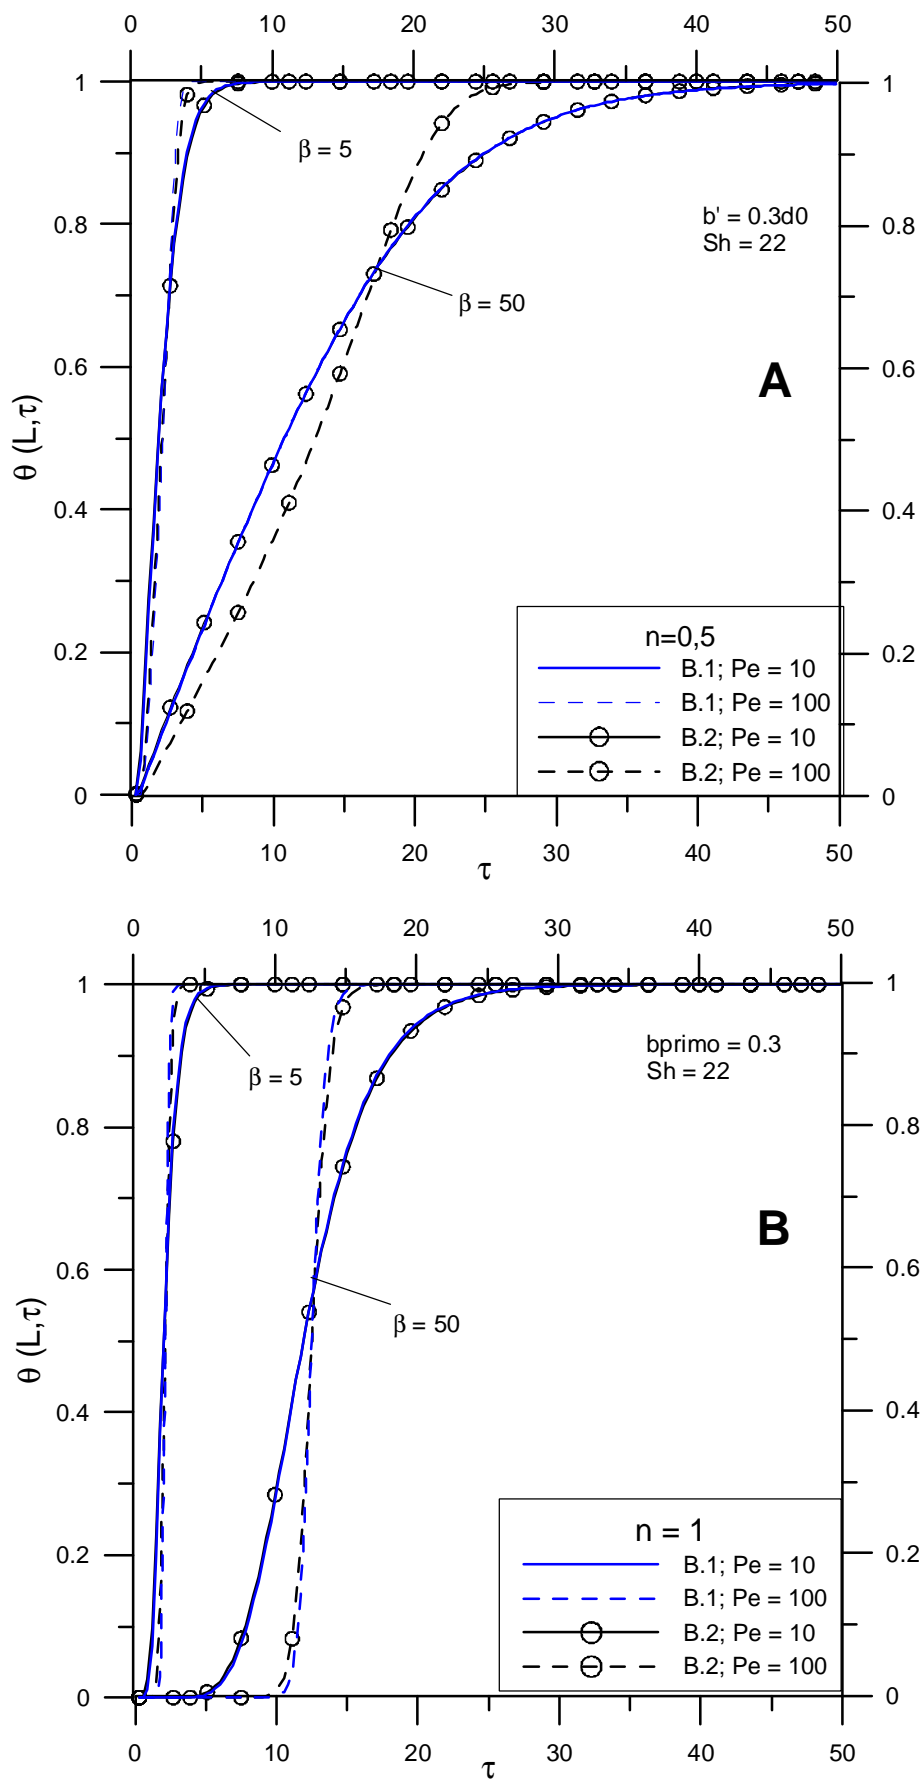 0 10 20 30 40 50
1 1
β = 5
0.8 b' = 0.3d0 0.8
Sh = 22
β = 50
0.6 0.6
A
θ (L,τ)
0.4 0.4
n=0,5
0.2 B.1; Pe = 10 0.2
B.1; Pe = 100
B.2; Pe = 10
B.2; Pe = 100
0 0
0 10 20 30 40 50
τ
0 10 20 30 40 50
1 1
bprimo = 0.3
Sh = 22
β = 5
0.8 0.8
B
0.6 0.6
β = 50
θ (L,τ)
0.4 0.4
n = 1
0.2 B.1; Pe = 10 0.2
B.1; Pe = 100
B.2; Pe = 10
B.2; Pe = 100
0 0
0 10 20 30 40 50
τ